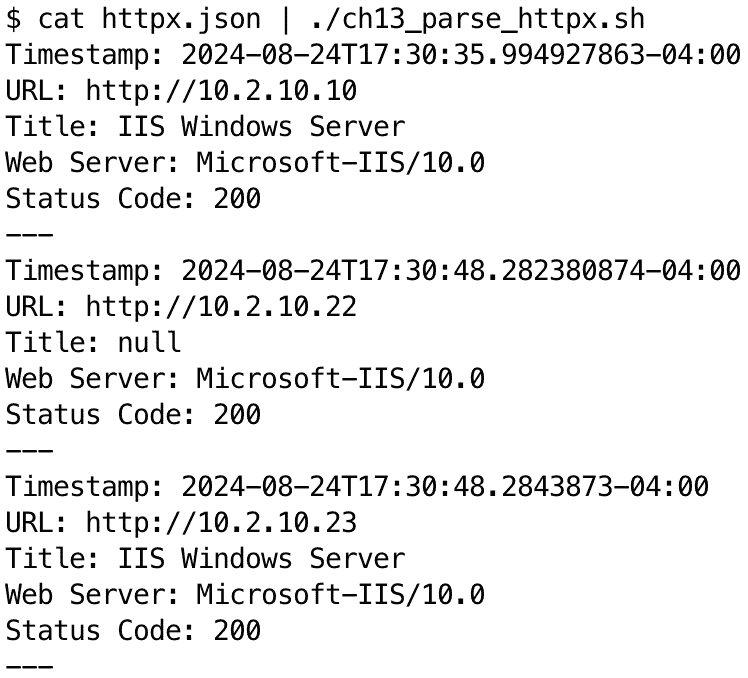 $ cat httpx.json | ./ch13_parse_httpx.sh
Timestamp: 2024-08-24T17:30:35.994927863-04:00
URL: http://10.2.10.10
Title: IIS Windows Server
Web Server: Microsoft-IIS/10.0
Status Code: 200
---
Timestamp: 2024-08-24T17:30:48.282380874-04:00
URL: http://10.2.10.22
Title: null
Web Server: Microsoft-IIS/10.0
Status Code: 200
---
Timestamp: 2024-08-24T17:30:48.2843873-04:00
URL: http://10.2.10.23
Title: IIS Windows Server
Web Server: Microsoft-IIS/10.0
Status Code: 200
---